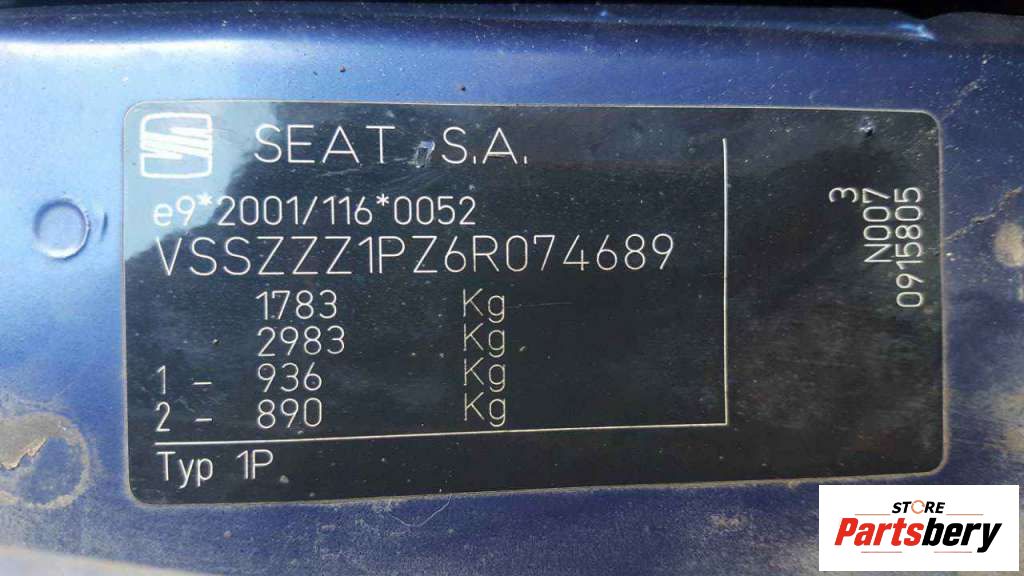 SEAT S.A.
e9*2001/116*0052
VSSZZZ1PZ6R074689
1783 Kg
2983 Kg
1 - 936 Kg
2 - 890 Kg
Typ 1P
3
N007
0915805
STORE
Partsbery